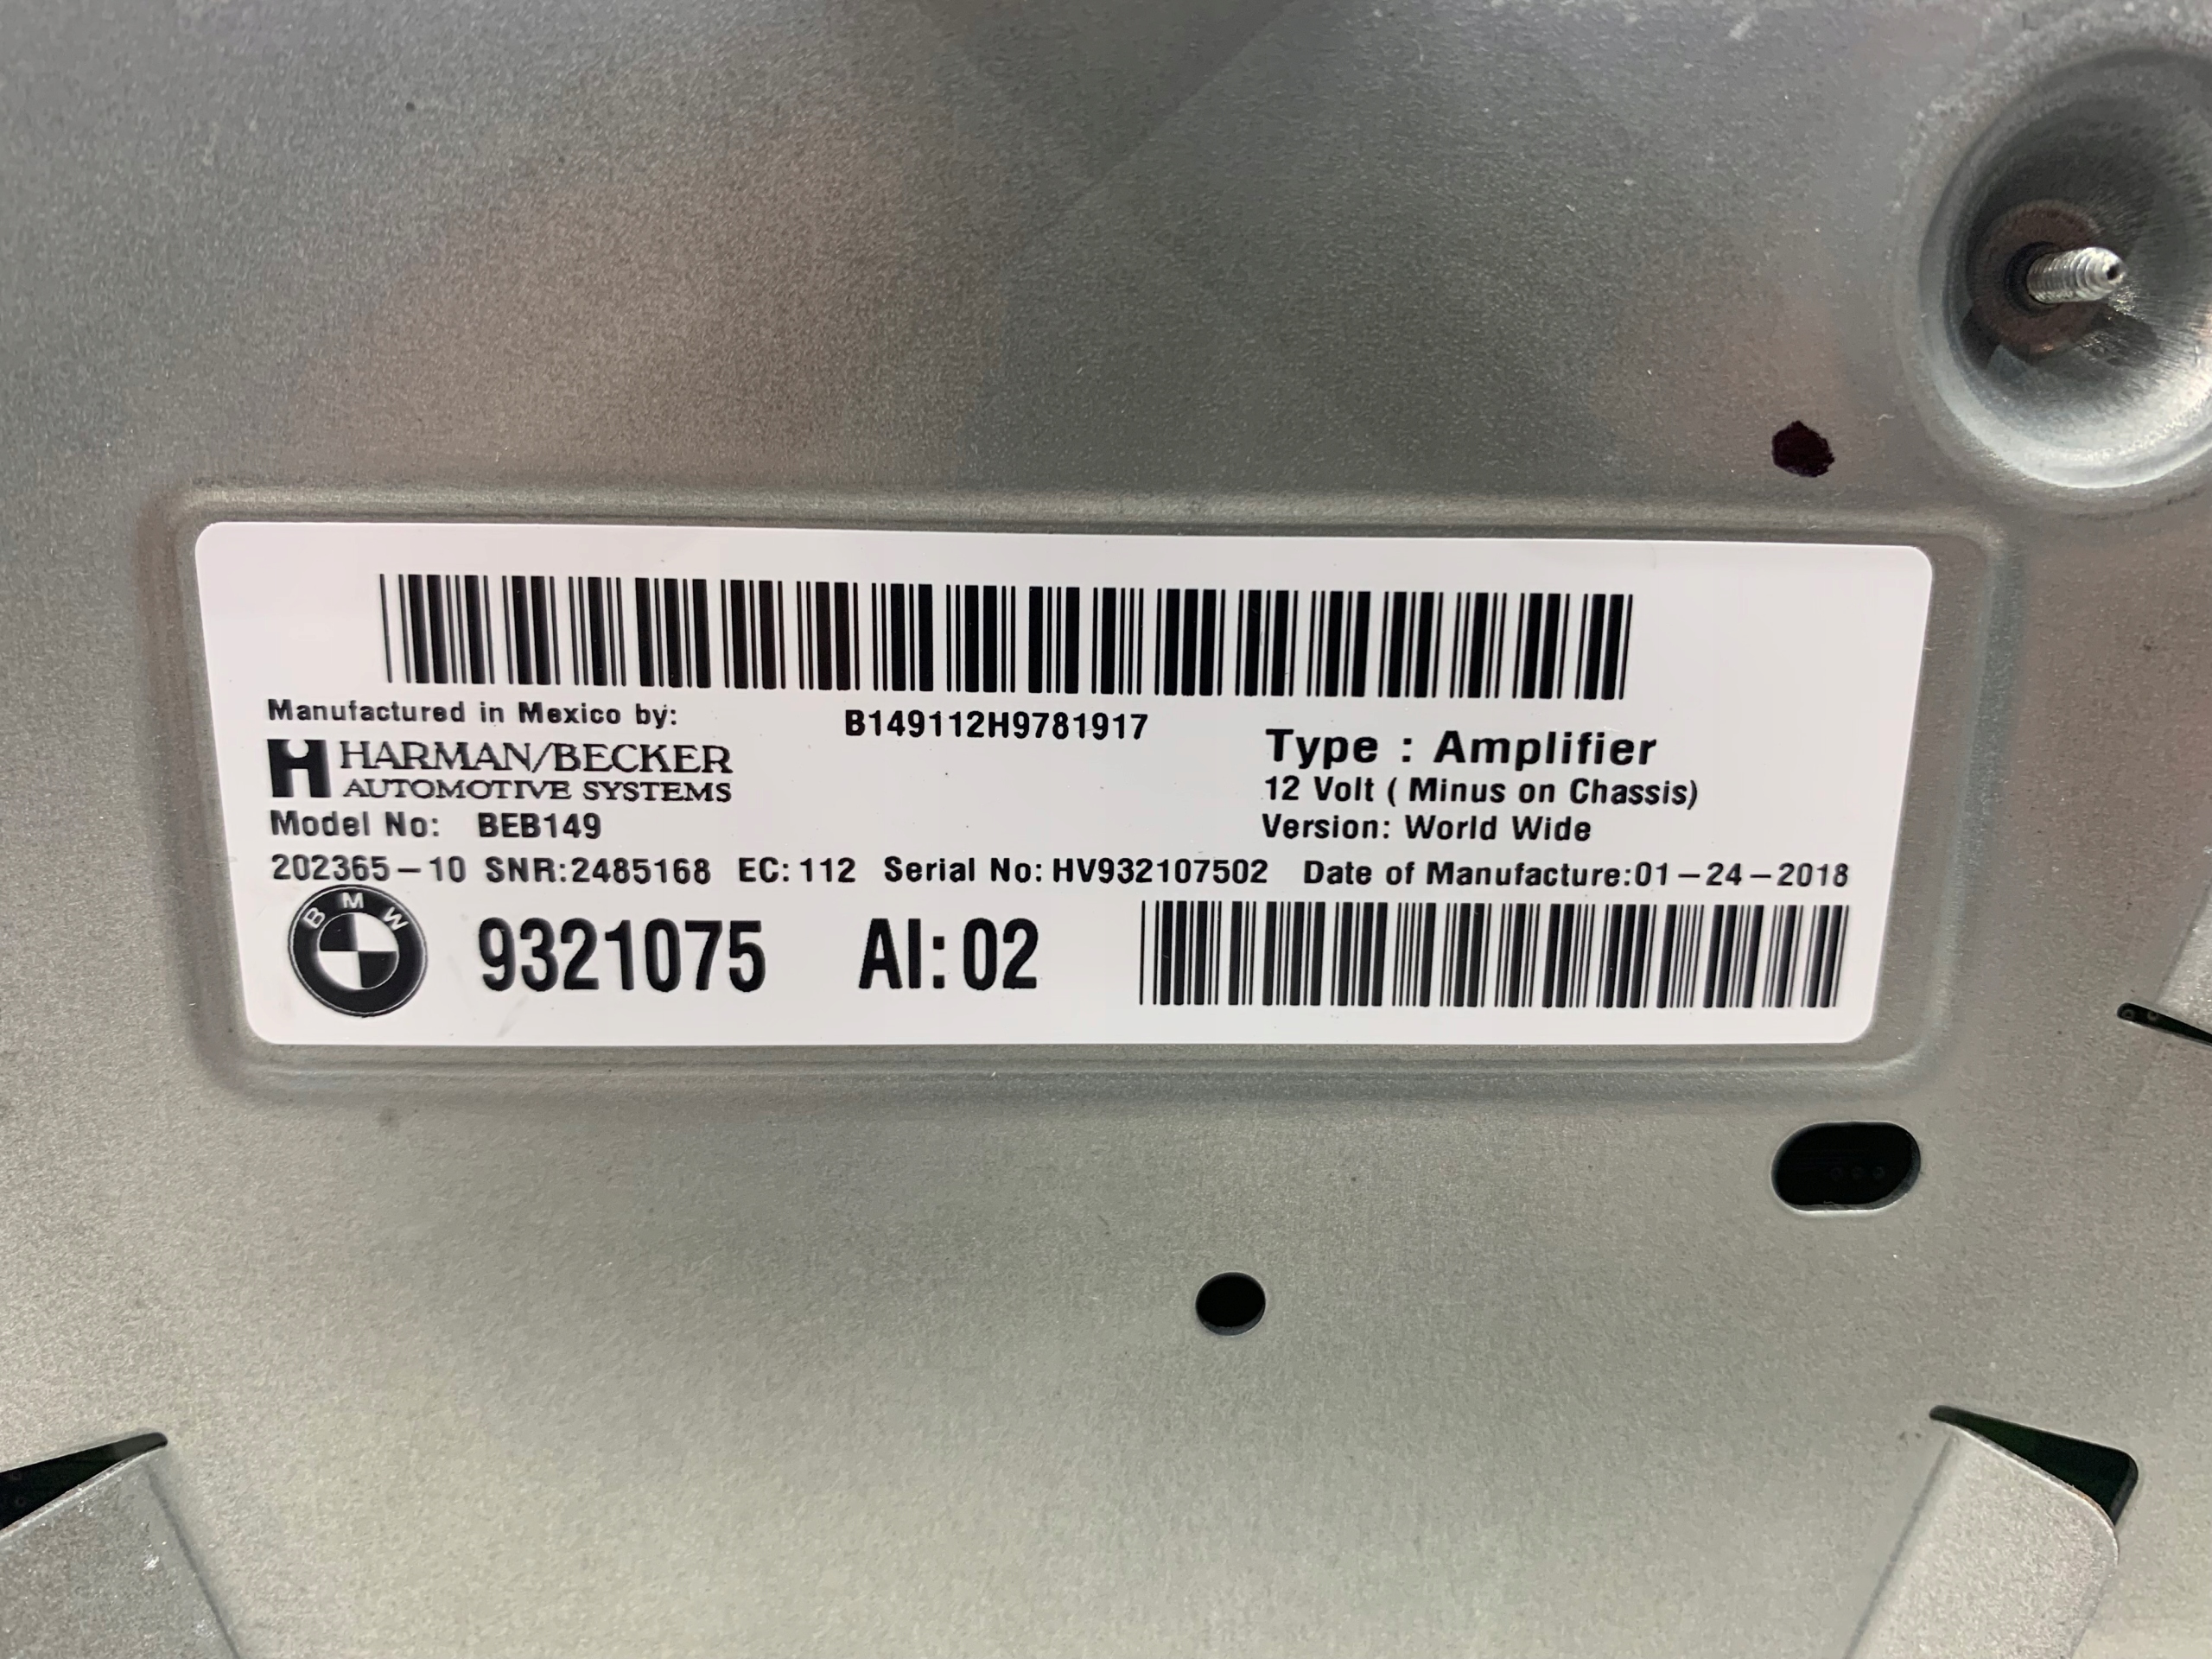 Manufactured in Mexico by:
B149112H9781917
HARMAN/BECKER
AUTOMOTIVE SYSTEMS
Type : Amplifier
12 Volt ( Minus on Chassis)
Model No: BEB149
Version: World Wide
202365-10 SNR:2485168 EC: 112 Serial No: HV932107502 Date of Manufacture:01-24-2018
BMW
9321075 AI: 02